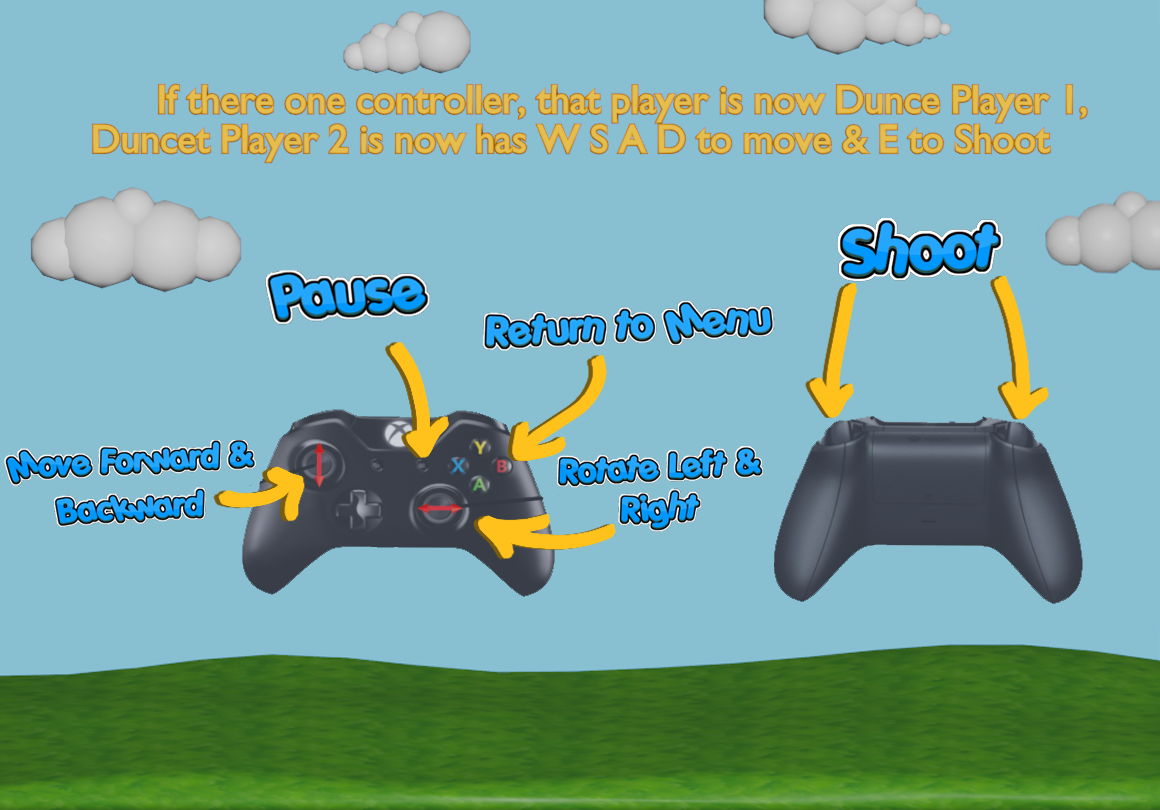 If there one controller, that player is now Dunce Player 1,
Duncet Player 2 is now has W S A D to move & E to Shoot
Shoot
Pause
Return to Menu
Move Forward &
Backward
Y
X
B
A
Rotate Left &
Right